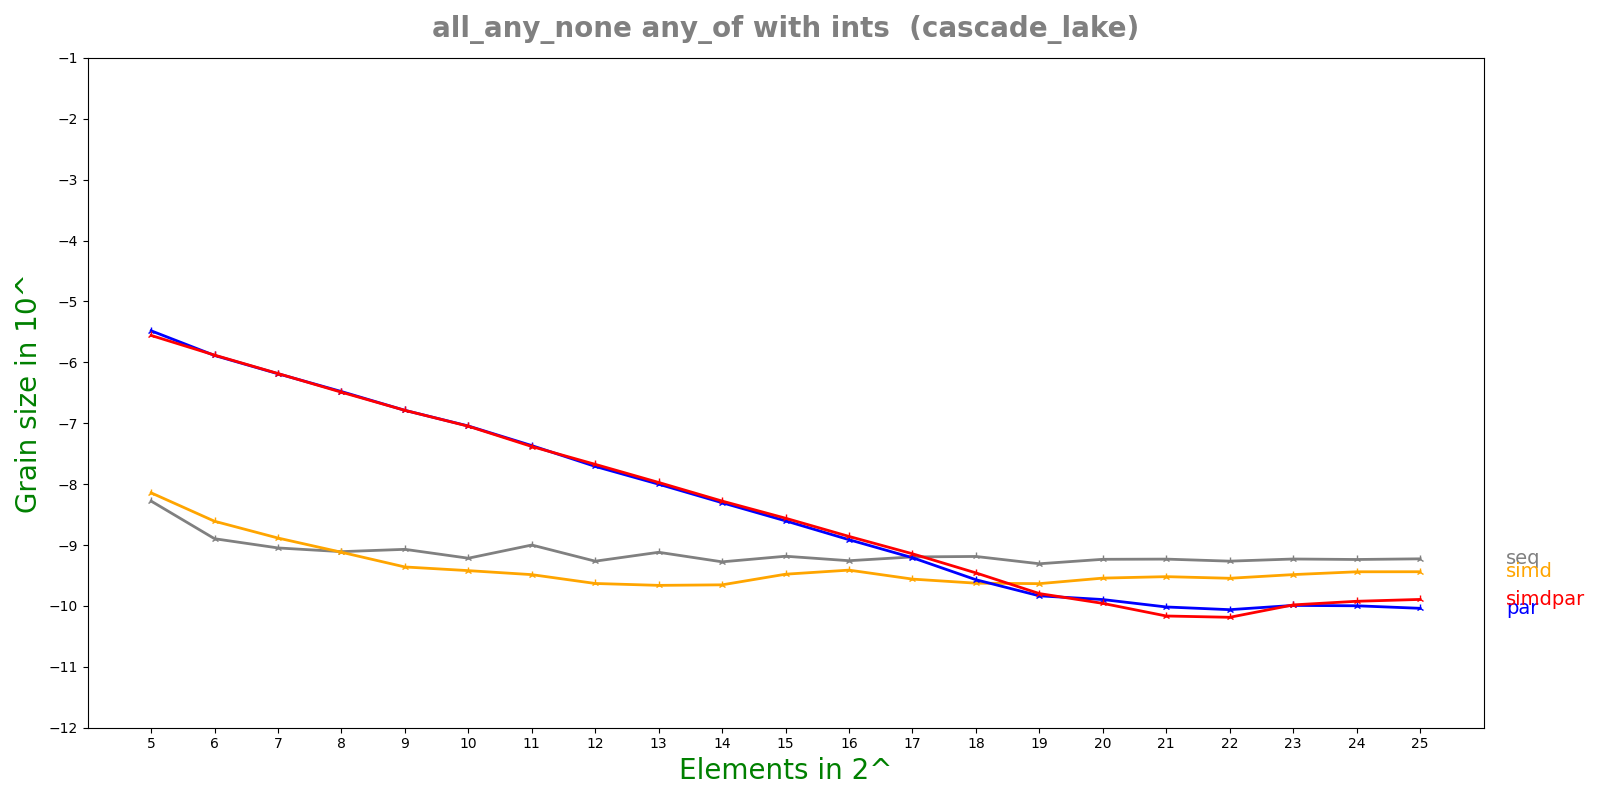 all_any_none any_of with ints  (cascade_lake)
Grain size in 10^
−1
−2
−3
−4
−5
−6
−7
−8
−9
−10
−11
−12
seq
simd
simdpar
par
5 6 7 8 9 10 11 12 13 14 15 16 17 18 19 20 21 22 23 24 25
Elements in 2^